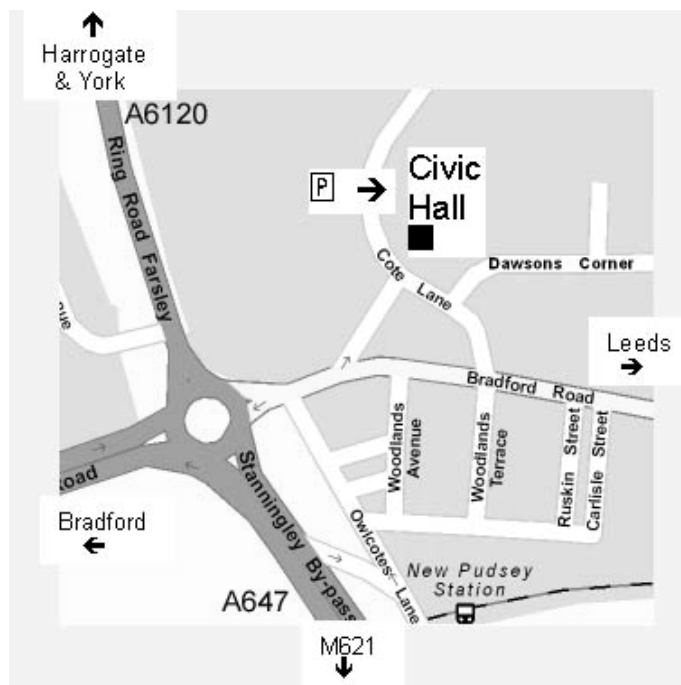 Harrogate
& York
A6120
Ring Road Farsley
P
Civic
Hall
Cote Lane
Dawsons Corner
Leeds
Bradford Road
Woodlands
Avenue
Woodlands
Terrace
Ruskin Street
Carlisle Street
Road
Bradford
Stanningley By-pass
Owlcotes Lane
New Pudsey
Station
A647
M621